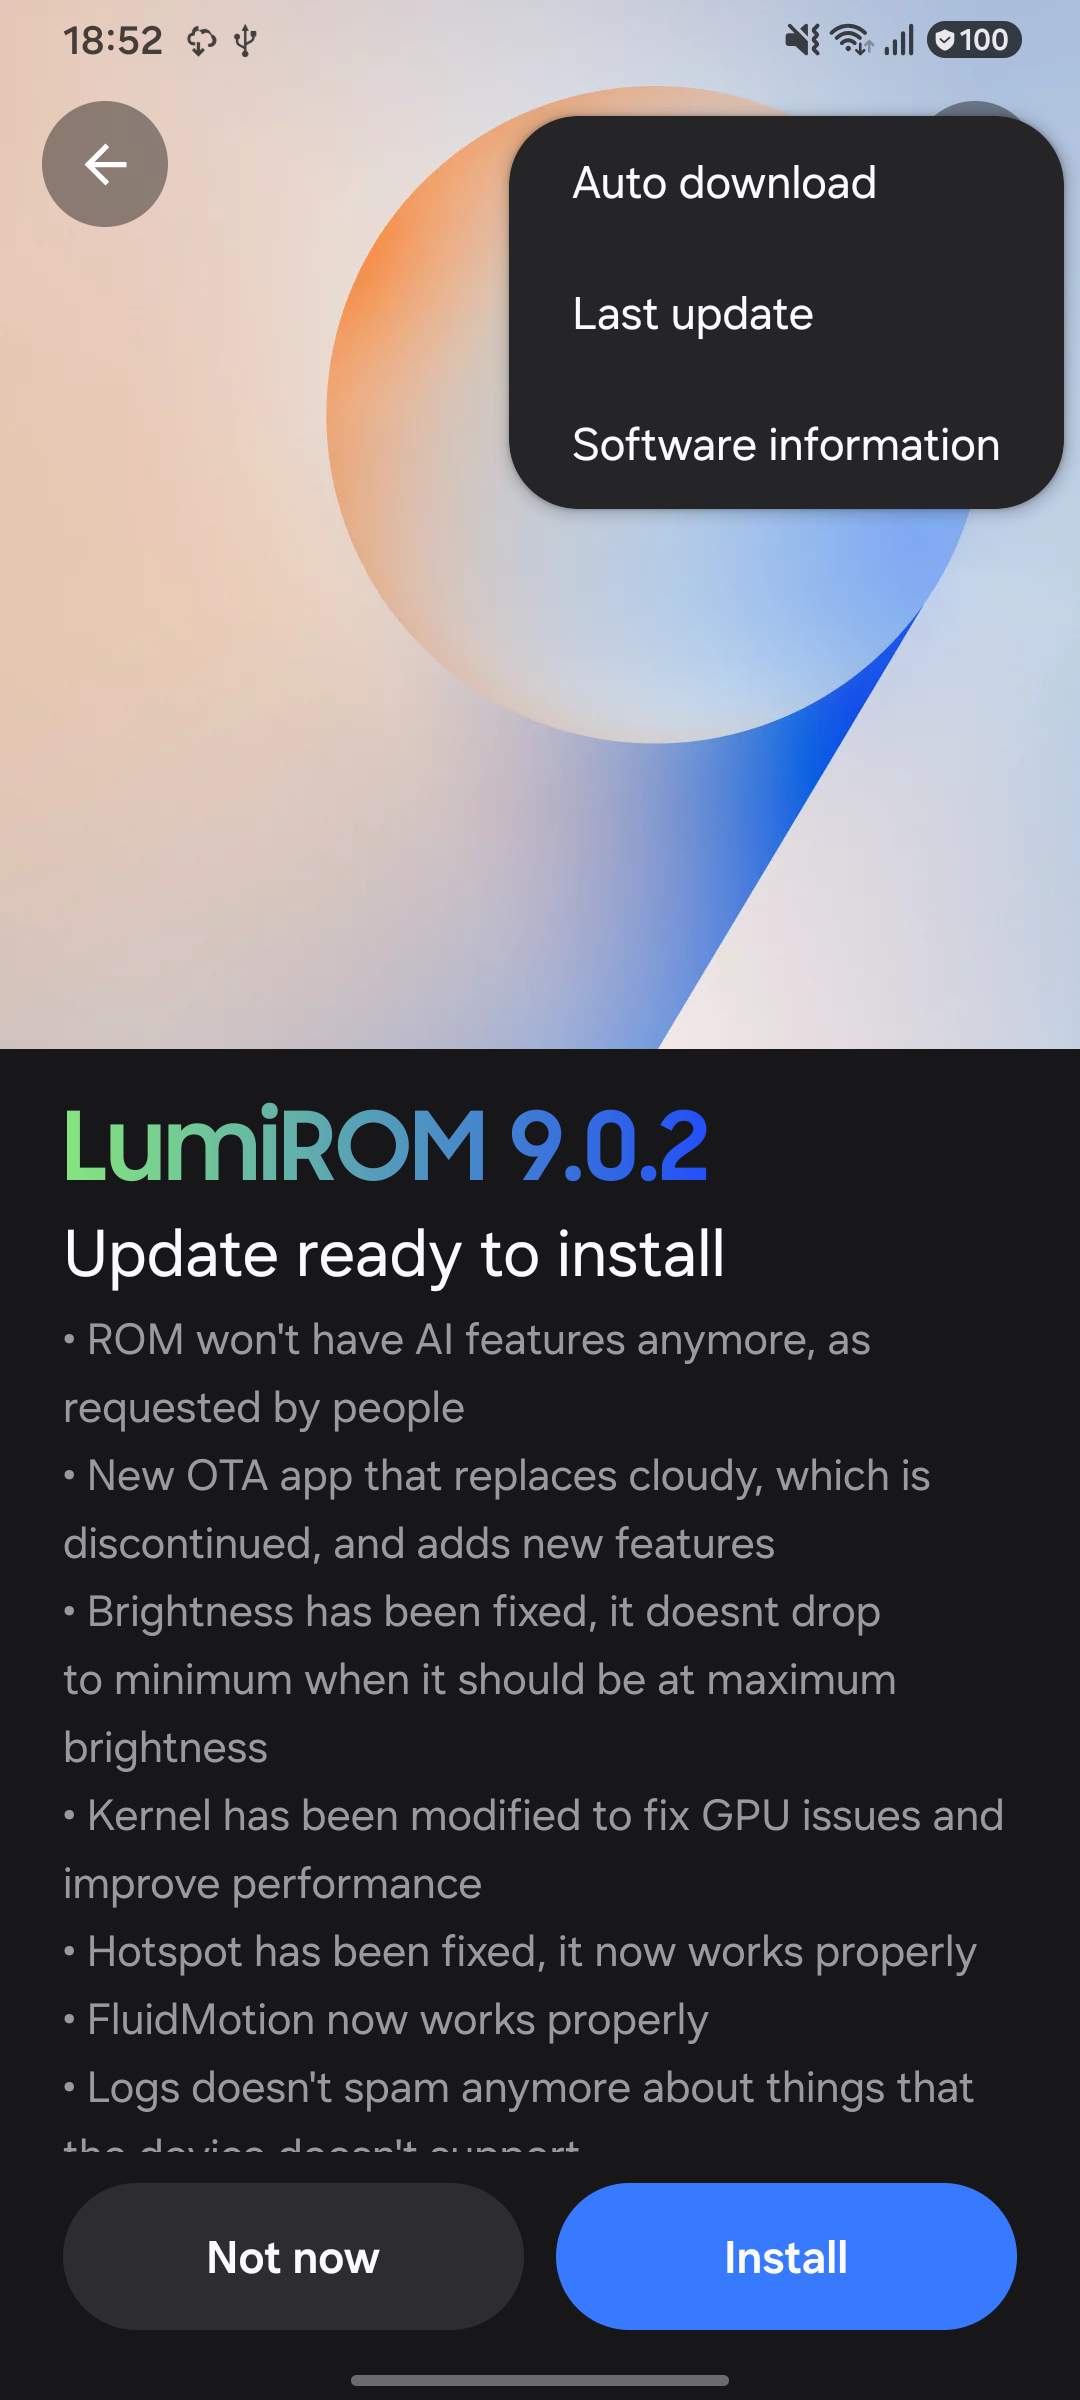 18:52
100
Auto download
Last update
Software information
LumiROM 9.0.2
Update ready to install
• ROM won't have AI features anymore, as
requested by people
• New OTA app that replaces cloudy, which is
discontinued, and adds new features
• Brightness has been fixed, it doesnt drop
to minimum when it should be at maximum
brightness
• Kernel has been modified to fix GPU issues and
improve performance
• Hotspot has been fixed, it now works properly
• FluidMotion now works properly
• Logs doesn't spam anymore about things that
the device doesn't support
Not now
Install